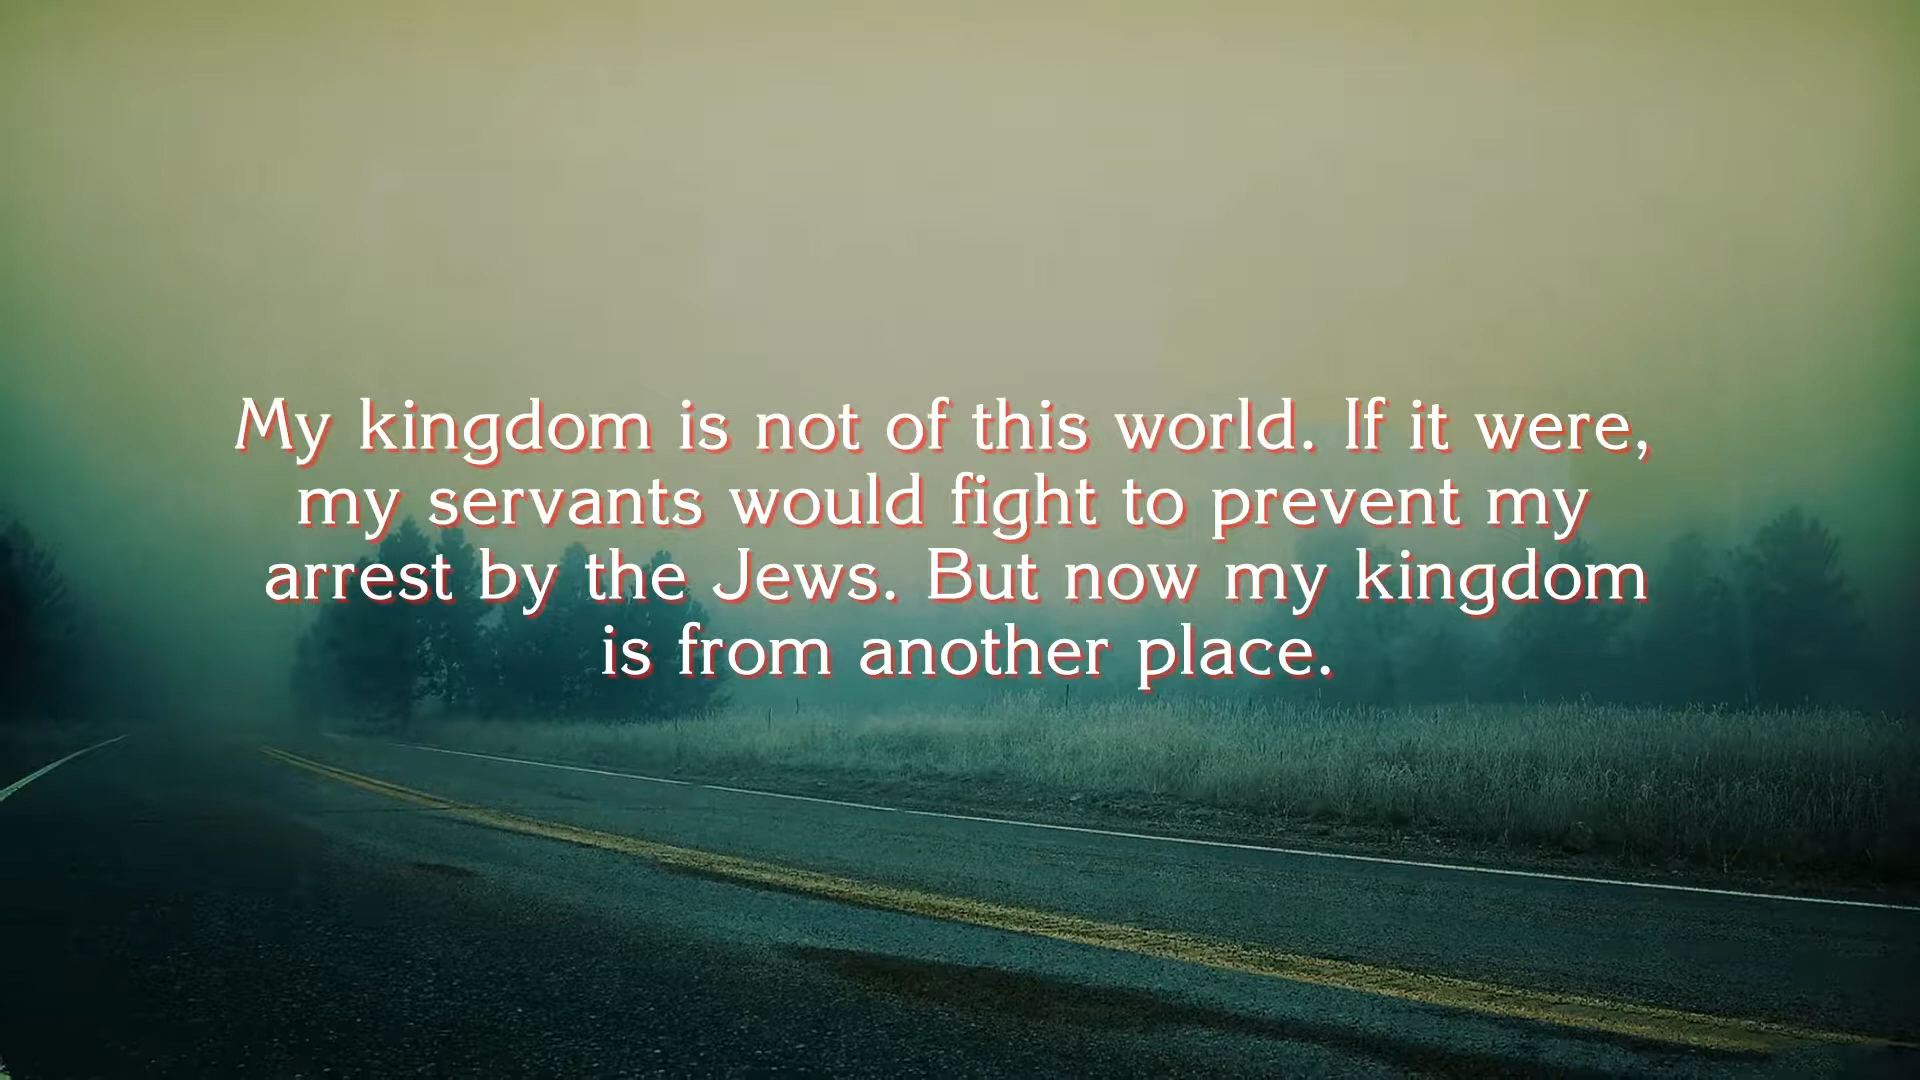 My kingdom is not of this world. If it were,
my servants would fight to prevent my
arrest by the Jews. But now my kingdom
is from another place.